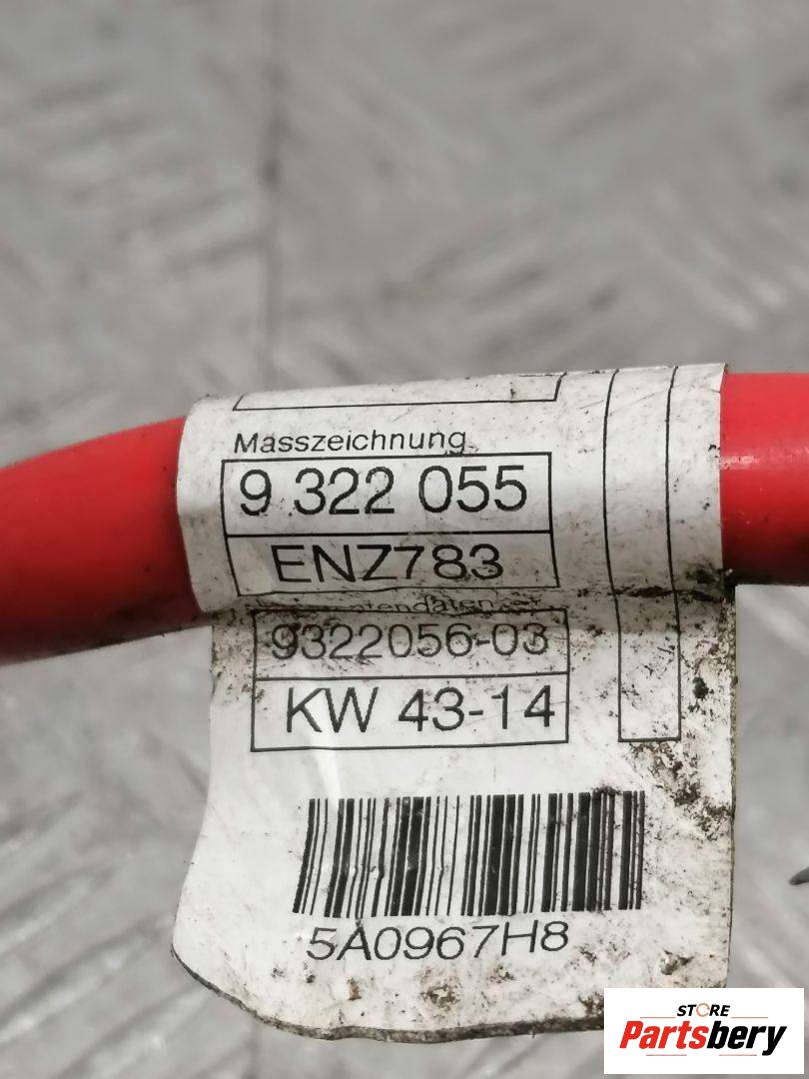 Masszeichnung
9 322 055
ENZ783
9322056-03
KW 43-14
5A0967H8
STORE
Partsbery